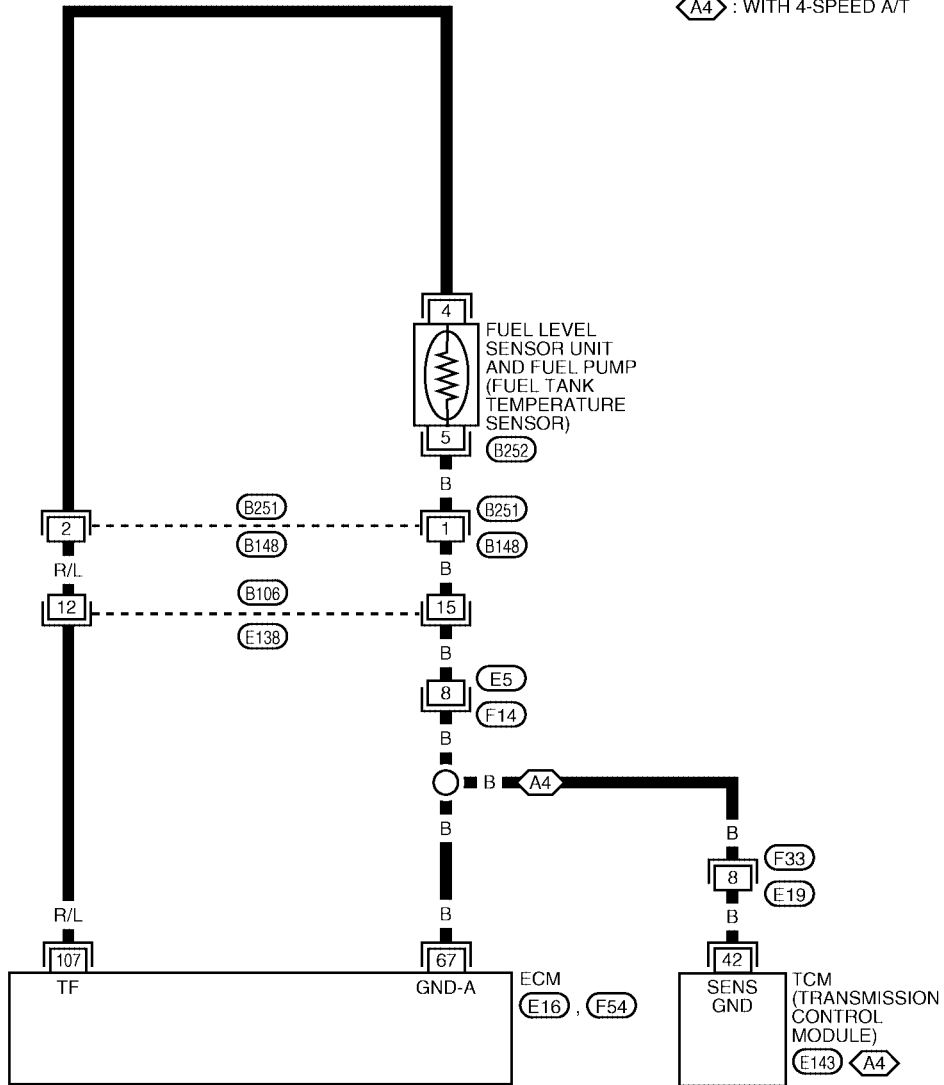 A4 : WITH 4-SPEED A/T
4
FUEL LEVEL
SENSOR UNIT
AND FUEL PUMP
(FUEL TANK
TEMPERATURE
SENSOR)
5
B252
B
2
B251
B148
1
B251
B148
R/L
B
12
B106
E138
15
B
8
E5
F14
B
B
A4
B
B
8
F33
E19
R/L
B
B
107
TF
67
GND-A
ECM
E16 , F54
42
SENS
GND
TCM
(TRANSMISSION
CONTROL
MODULE)
E143 A4